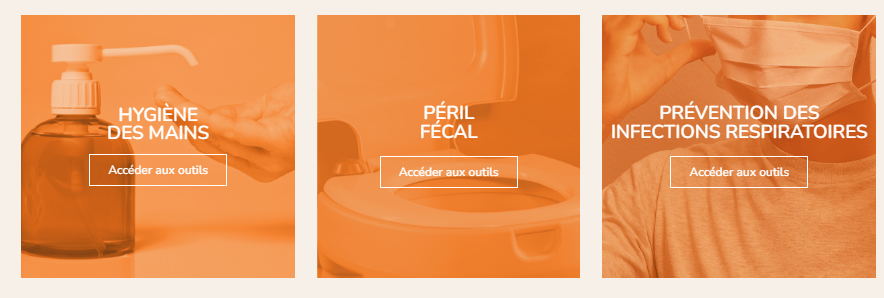 HYGIÈNE
DES MAINS
Accéder aux outils
PÉRIL
FÉCAL
Accéder aux outils
PRÉVENTION DES
INFECTIONS RESPIRATOIRES
Accéder aux outils